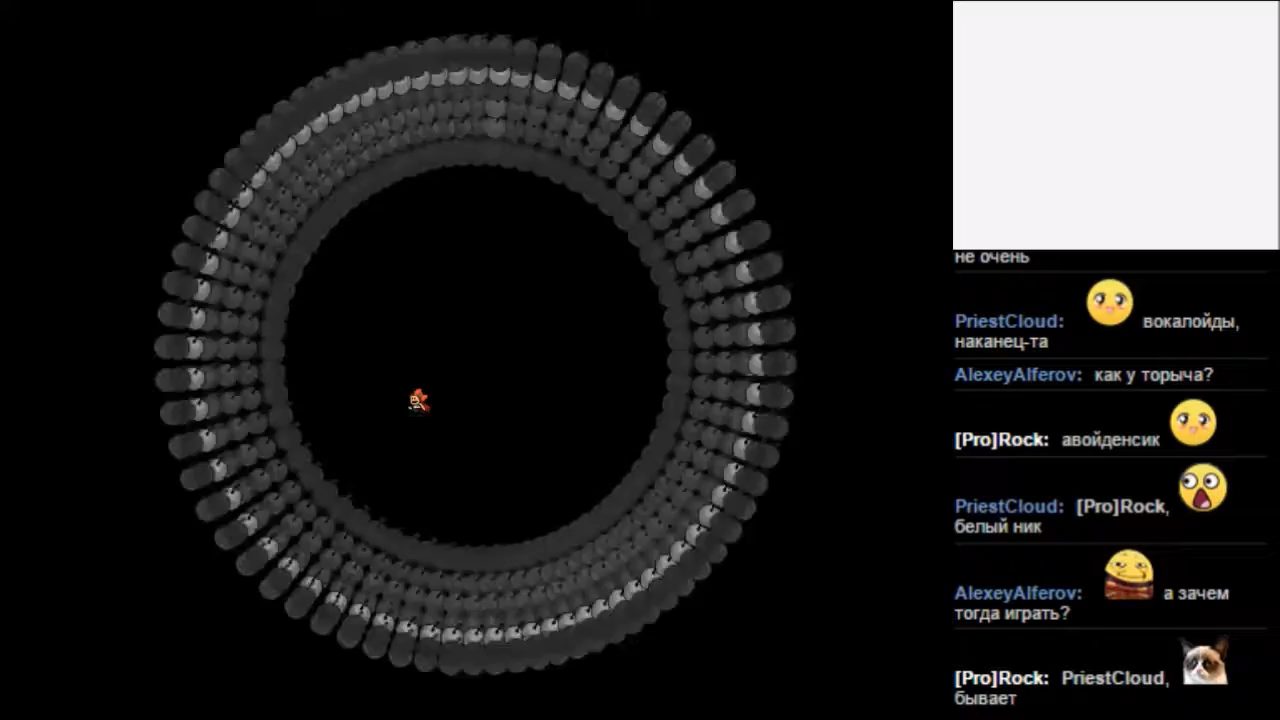 не очень
PriestCloud: вокалойды,
наканец-та
AlexeyAlferov: как у торыча?
[Pro]Rock: авойденсик
PriestCloud: [Pro]Rock,
белый ник
AlexeyAlferov: а зачем
тогда играть?
[Pro]Rock: PriestCloud,
бывает